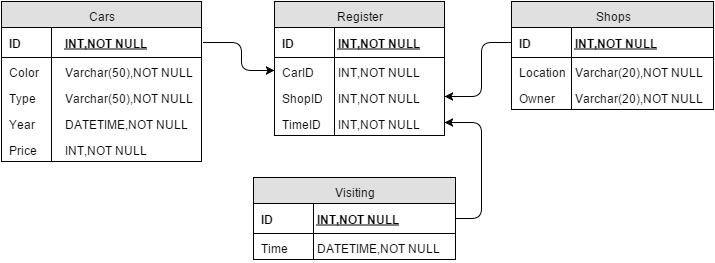 Cars
ID INT,NOT NULL
Color Varchar(50),NOT NULL
Type Varchar(50),NOT NULL
Year DATETIME,NOT NULL
Price INT,NOT NULL
Register
ID INT,NOT NULL
CarID INT,NOT NULL
ShopID INT,NOT NULL
TimeID INT,NOT NULL
Shops
ID INT,NOT NULL
Location Varchar(20),NOT NULL
Owner Varchar(20),NOT NULL
Visiting
ID INT,NOT NULL
Time DATETIME,NOT NULL